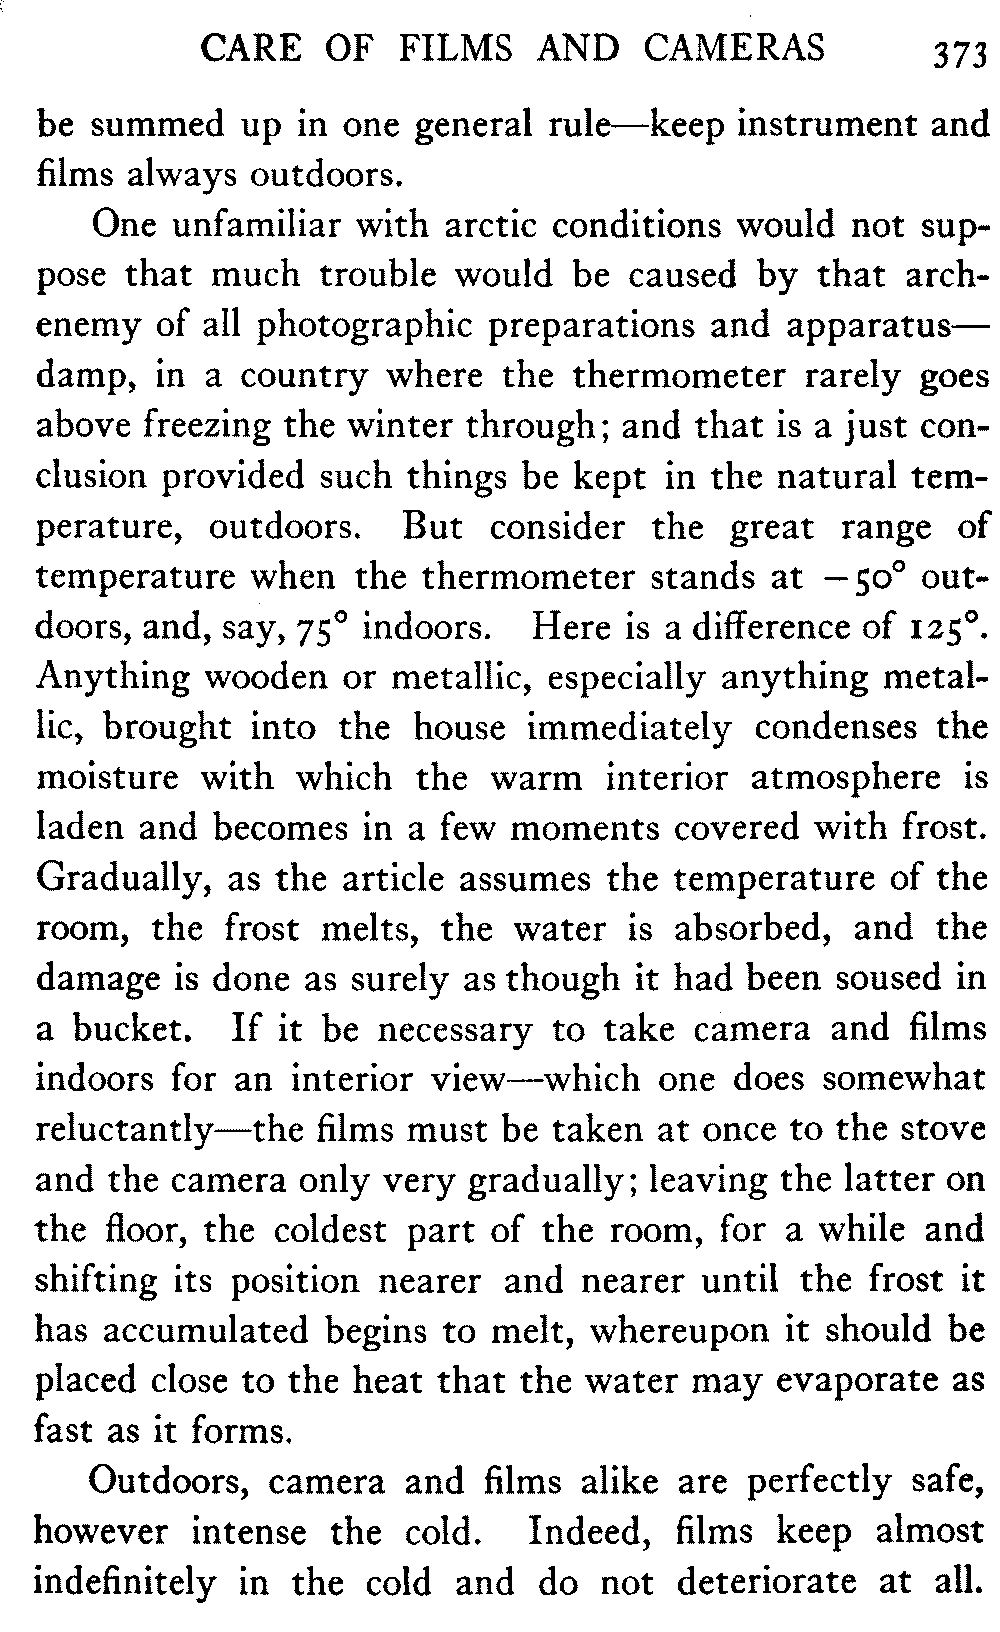 CARE OF FILMS AND CAMERAS 373
be summed up in one general rule—keep instrument and
films always outdoors.
One unfamiliar with arctic conditions would not sup-
pose that much trouble would be caused by that arch-
enemy of all photographic preparations and apparatus—
damp, in a country where the thermometer rarely goes
above freezing the winter through; and that is a just con-
clusion provided such things be kept in the natural tem-
perature, outdoors. But consider the great range of
temperature when the thermometer stands at −50° out-
doors, and, say, 75° indoors. Here is a difference of 125°.
Anything wooden or metallic, especially anything metal-
lic, brought into the house immediately condenses the
moisture with which the warm interior atmosphere is
laden and becomes in a few moments covered with frost.
Gradually, as the article assumes the temperature of the
room, the frost melts, the water is absorbed, and the
damage is done as surely as though it had been soused in
a bucket. If it be necessary to take camera and films
indoors for an interior view—which one does somewhat
reluctantly—the films must be taken at once to the stove
and the camera only very gradually; leaving the latter on
the floor, the coldest part of the room, for a while and
shifting its position nearer and nearer until the frost it
has accumulated begins to melt, whereupon it should be
placed close to the heat that the water may evaporate as
fast as it forms.
Outdoors, camera and films alike are perfectly safe,
however intense the cold. Indeed, films keep almost
indefinitely in the cold and do not deteriorate at all.